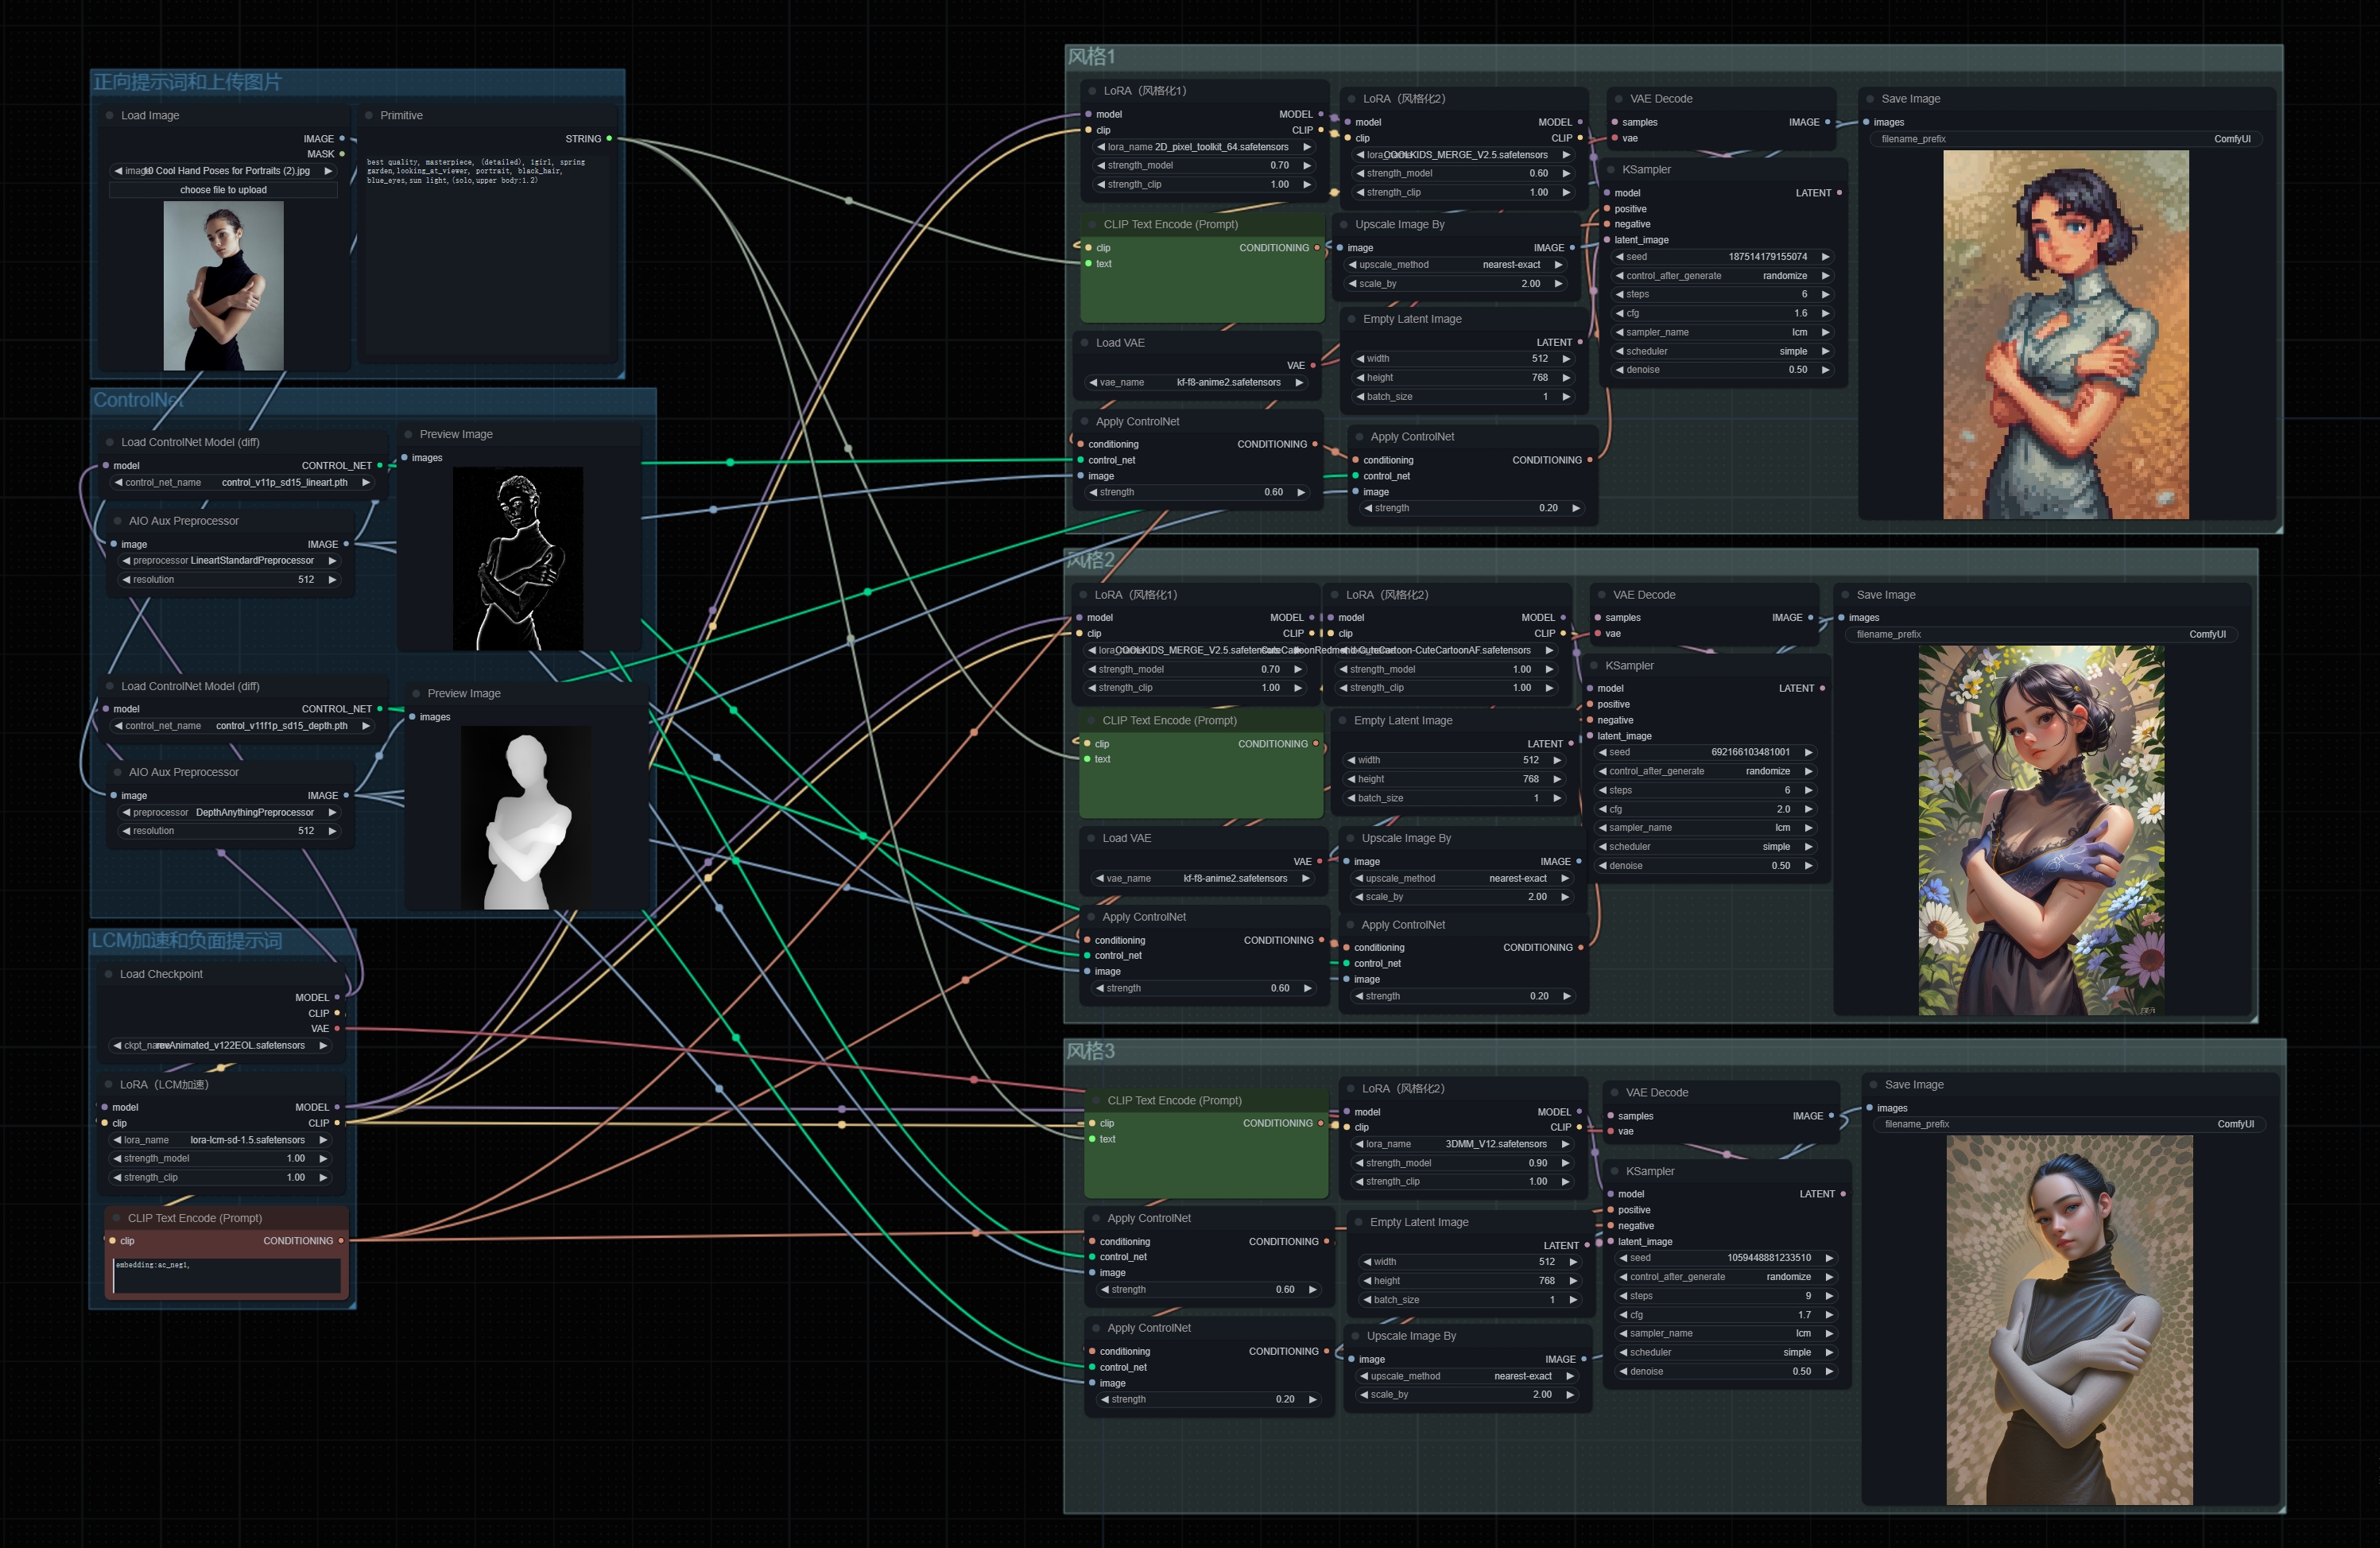 正向提示词和上传图片
Load Image
IMAGE
MASK
10 Cool Hand Poses for Portraits (2).jpg
choose file to upload
Primitive
STRING
best quality, masterpiece, (detailed), 1girl, spring
garden,looking_at_viewer, portrait, black_hair,
blue_eyes,sun light,(solo,upper body:1.2)
ControlNet
Load ControlNet Model (diff)
model CONTROL_NET
control_net_name control_v11p_sd15_lineart.pth
AIO Aux Preprocessor
image IMAGE
preprocessor LineartStandardPreprocessor
resolution 512
Preview Image
images
Load ControlNet Model (diff)
model CONTROL_NET
control_net_name control_v11f1p_sd15_depth.pth
AIO Aux Preprocessor
image IMAGE
preprocessor DepthAnythingPreprocessor
resolution 512
Preview Image
images
LCM加速和负面提示词
Load Checkpoint
MODEL
CLIP
VAE
revAnimated_v122EOL.safetensors
LoRA（LCM加速）
model MODEL
clip CLIP
lora_name lora-lcm-sd-1.5.safetensors
strength_model 1.00
strength_clip 1.00
CLIP Text Encode (Prompt)
clip CONDITIONING
embedding:ac_neg1,
风格1
LoRA（风格化1）
model MODEL
clip CLIP
lora_name 2D_pixel_toolkit_64.safetensors
strength_model 0.70
strength_clip 1.00
LoRA（风格化2）
model MODEL
clip CLIP
COOLKIDS_MERGE_V2.5.safetensors
strength_model 0.60
strength_clip 1.00
CLIP Text Encode (Prompt)
clip CONDITIONING
text
Upscale Image By
image IMAGE
upscale_method nearest-exact
scale_by 2.00
Load VAE
VAE
vae_name kf-f8-anime2.safetensors
Empty Latent Image
LATENT
width 512
height 768
batch_size 1
Apply ControlNet
conditioning CONDITIONING
control_net
image
strength 0.60
Apply ControlNet
conditioning CONDITIONING
control_net
image
strength 0.20
VAE Decode
samples IMAGE
vae
KSampler
model LATENT
positive
negative
latent_image
seed 187514179155074
control_after_generate randomize
steps 6
cfg 1.6
sampler_name lcm
scheduler simple
denoise 0.50
Save Image
images
filename_prefix ComfyUI
风格2
LoRA（风格化1）
model MODEL
clip CLIP
COOLKIDS_MERGE_V2.5.safetensors
strength_model 0.70
strength_clip 1.00
LoRA（风格化2）
model MODEL
clip CLIP
strength_model 1.00
strength_clip 1.00
CLIP Text Encode (Prompt)
clip CONDITIONING
text
Empty Latent Image
LATENT
width 512
height 768
batch_size 1
Load VAE
VAE
vae_name kf-f8-anime2.safetensors
Upscale Image By
image IMAGE
upscale_method nearest-exact
scale_by 2.00
Apply ControlNet
conditioning CONDITIONING
control_net
image
strength 0.60
Apply ControlNet
conditioning CONDITIONING
control_net
image
strength 0.20
VAE Decode
samples IMAGE
vae
KSampler
model LATENT
positive
negative
latent_image
seed 692166103481001
control_after_generate randomize
steps 6
cfg 2.0
sampler_name lcm
scheduler simple
denoise 0.50
Save Image
images
filename_prefix ComfyUI
风格3
CLIP Text Encode (Prompt)
clip CONDITIONING
text
LoRA（风格化2）
model MODEL
clip CLIP
lora_name 3DMM_V12.safetensors
strength_model 0.90
strength_clip 1.00
Apply ControlNet
conditioning CONDITIONING
control_net
image
strength 0.60
Empty Latent Image
LATENT
width 512
height 768
batch_size 1
Apply ControlNet
conditioning CONDITIONING
control_net
image
strength 0.20
Upscale Image By
image IMAGE
upscale_method nearest-exact
scale_by 2.00
VAE Decode
samples IMAGE
vae
KSampler
model LATENT
positive
negative
latent_image
seed 1059448881233510
control_after_generate randomize
steps 9
cfg 1.7
sampler_name lcm
scheduler simple
denoise 0.50
Save Image
images
filename_prefix ComfyUI